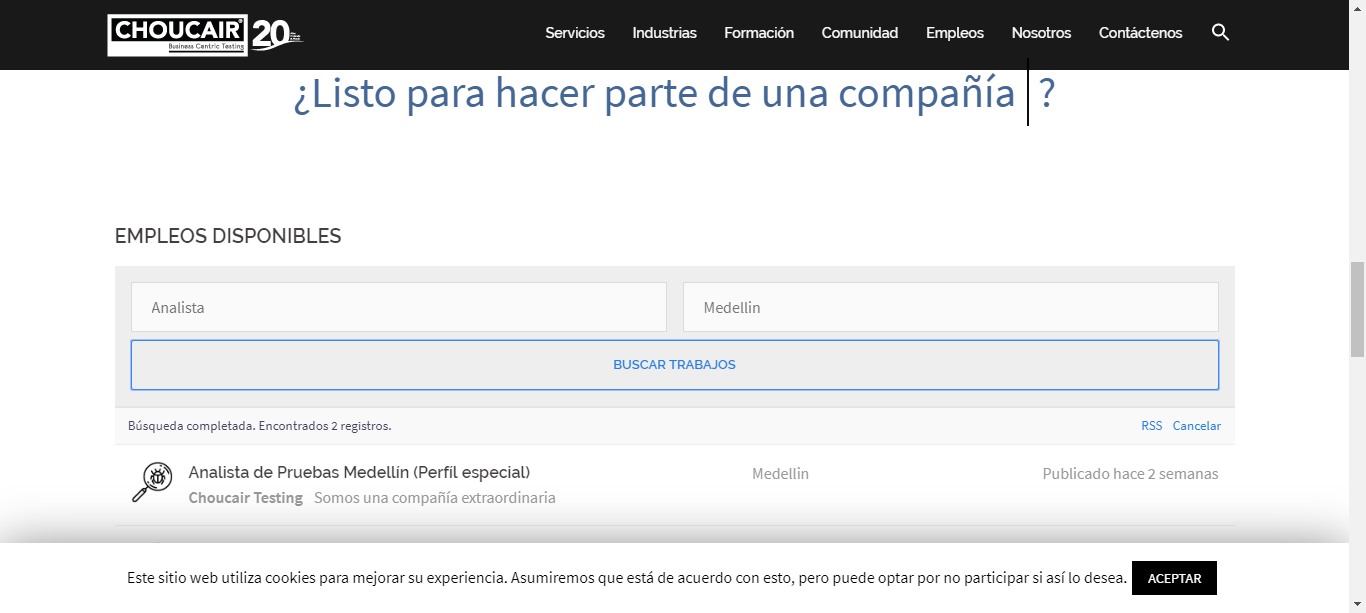 CHOUCAIR
Business Centric Testing
20
Servicios Industrias Formación Comunidad Empleos Nosotros Contáctenos
¿Listo para hacer parte de una compañía ?
EMPLEOS DISPONIBLES
Analista Medellin
BUSCAR TRABAJOS
Búsqueda completada. Encontrados 2 registros. RSS Cancelar
Analista de Pruebas Medellín (Perfil especial) Medellin Publicado hace 2 semanas
Choucair Testing Somos una compañía extraordinaria
Este sitio web utiliza cookies para mejorar su experiencia. Asumiremos que está de acuerdo con esto, pero puede optar por no participar si así lo desea. ACEPTAR